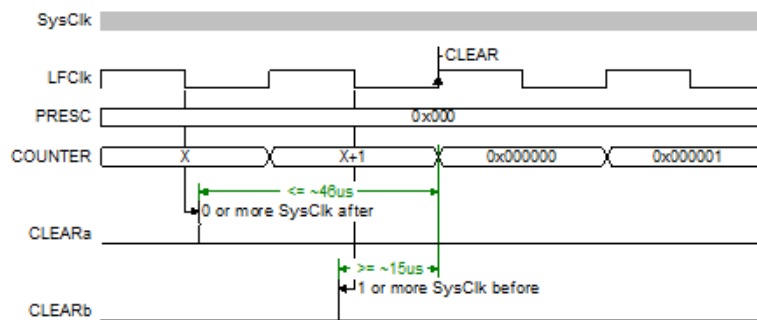 SysClk
CLEAR
LFClk
PRESC
0x000
COUNTER
X
X+1
0x000000
0x000001
<= ~46us
0 or more SysClk after
CLEARa
>= ~15us
1 or more SysClk before
CLEARb